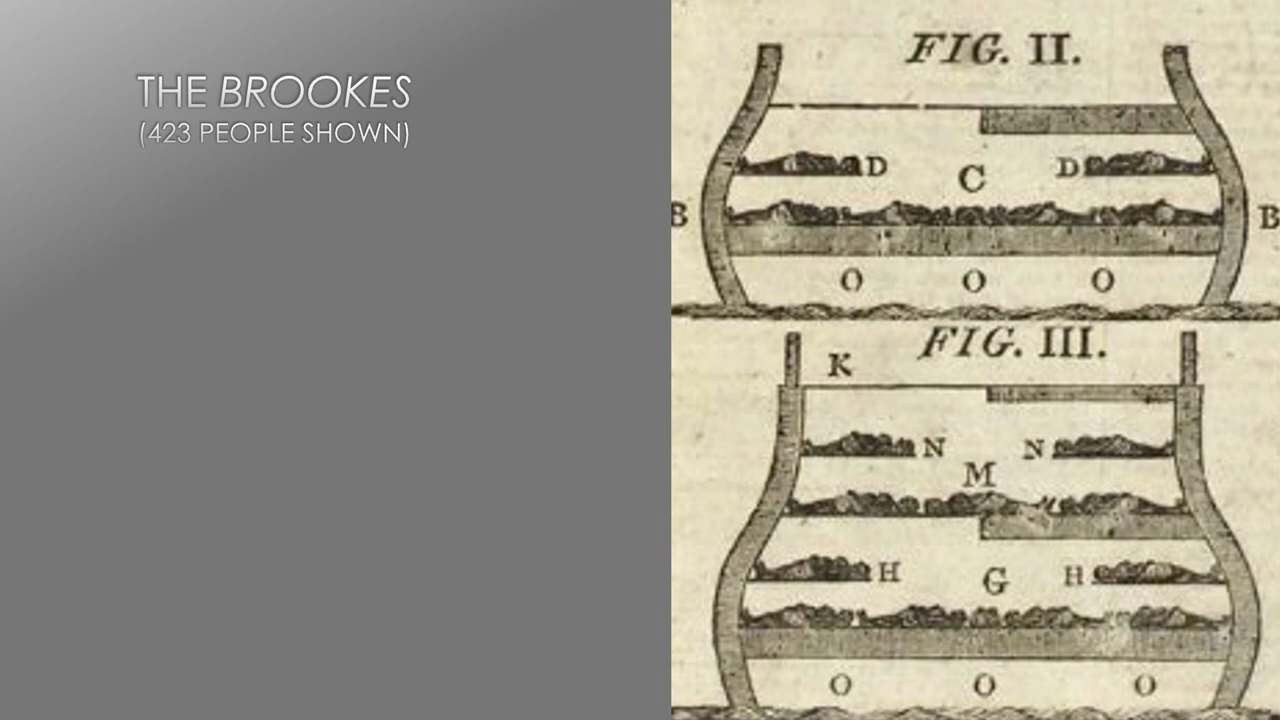 THE BROOKES
(423 PEOPLE SHOWN)
FIG. II.
D C D
B B
O O O
FIG. III.
K
N N
M
H G H
O O O